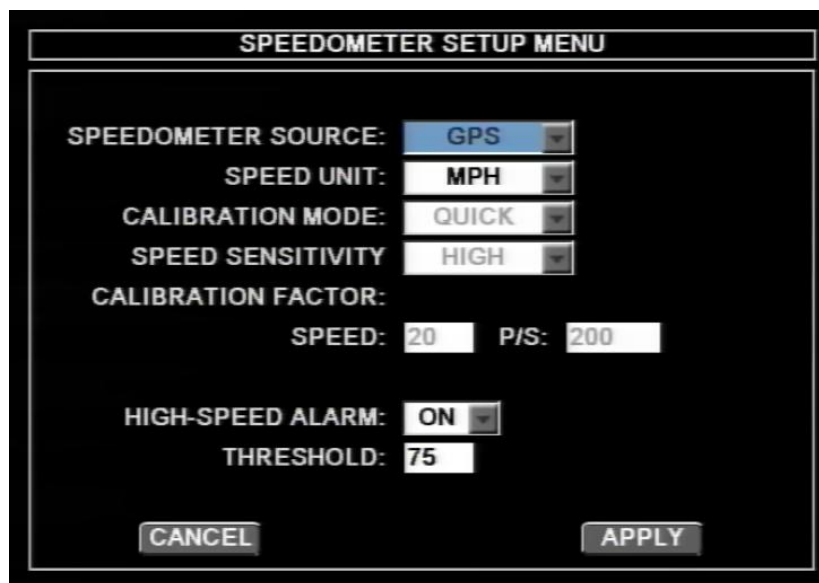 SPEEDOMETER SETUP MENU
SPEEDOMETER SOURCE: GPS
SPEED UNIT: MPH
CALIBRATION MODE: QUICK
SPEED SENSITIVITY HIGH
CALIBRATION FACTOR:
SPEED: 20 P/S: 200
HIGH-SPEED ALARM: ON
THRESHOLD: 75
CANCEL APPLY